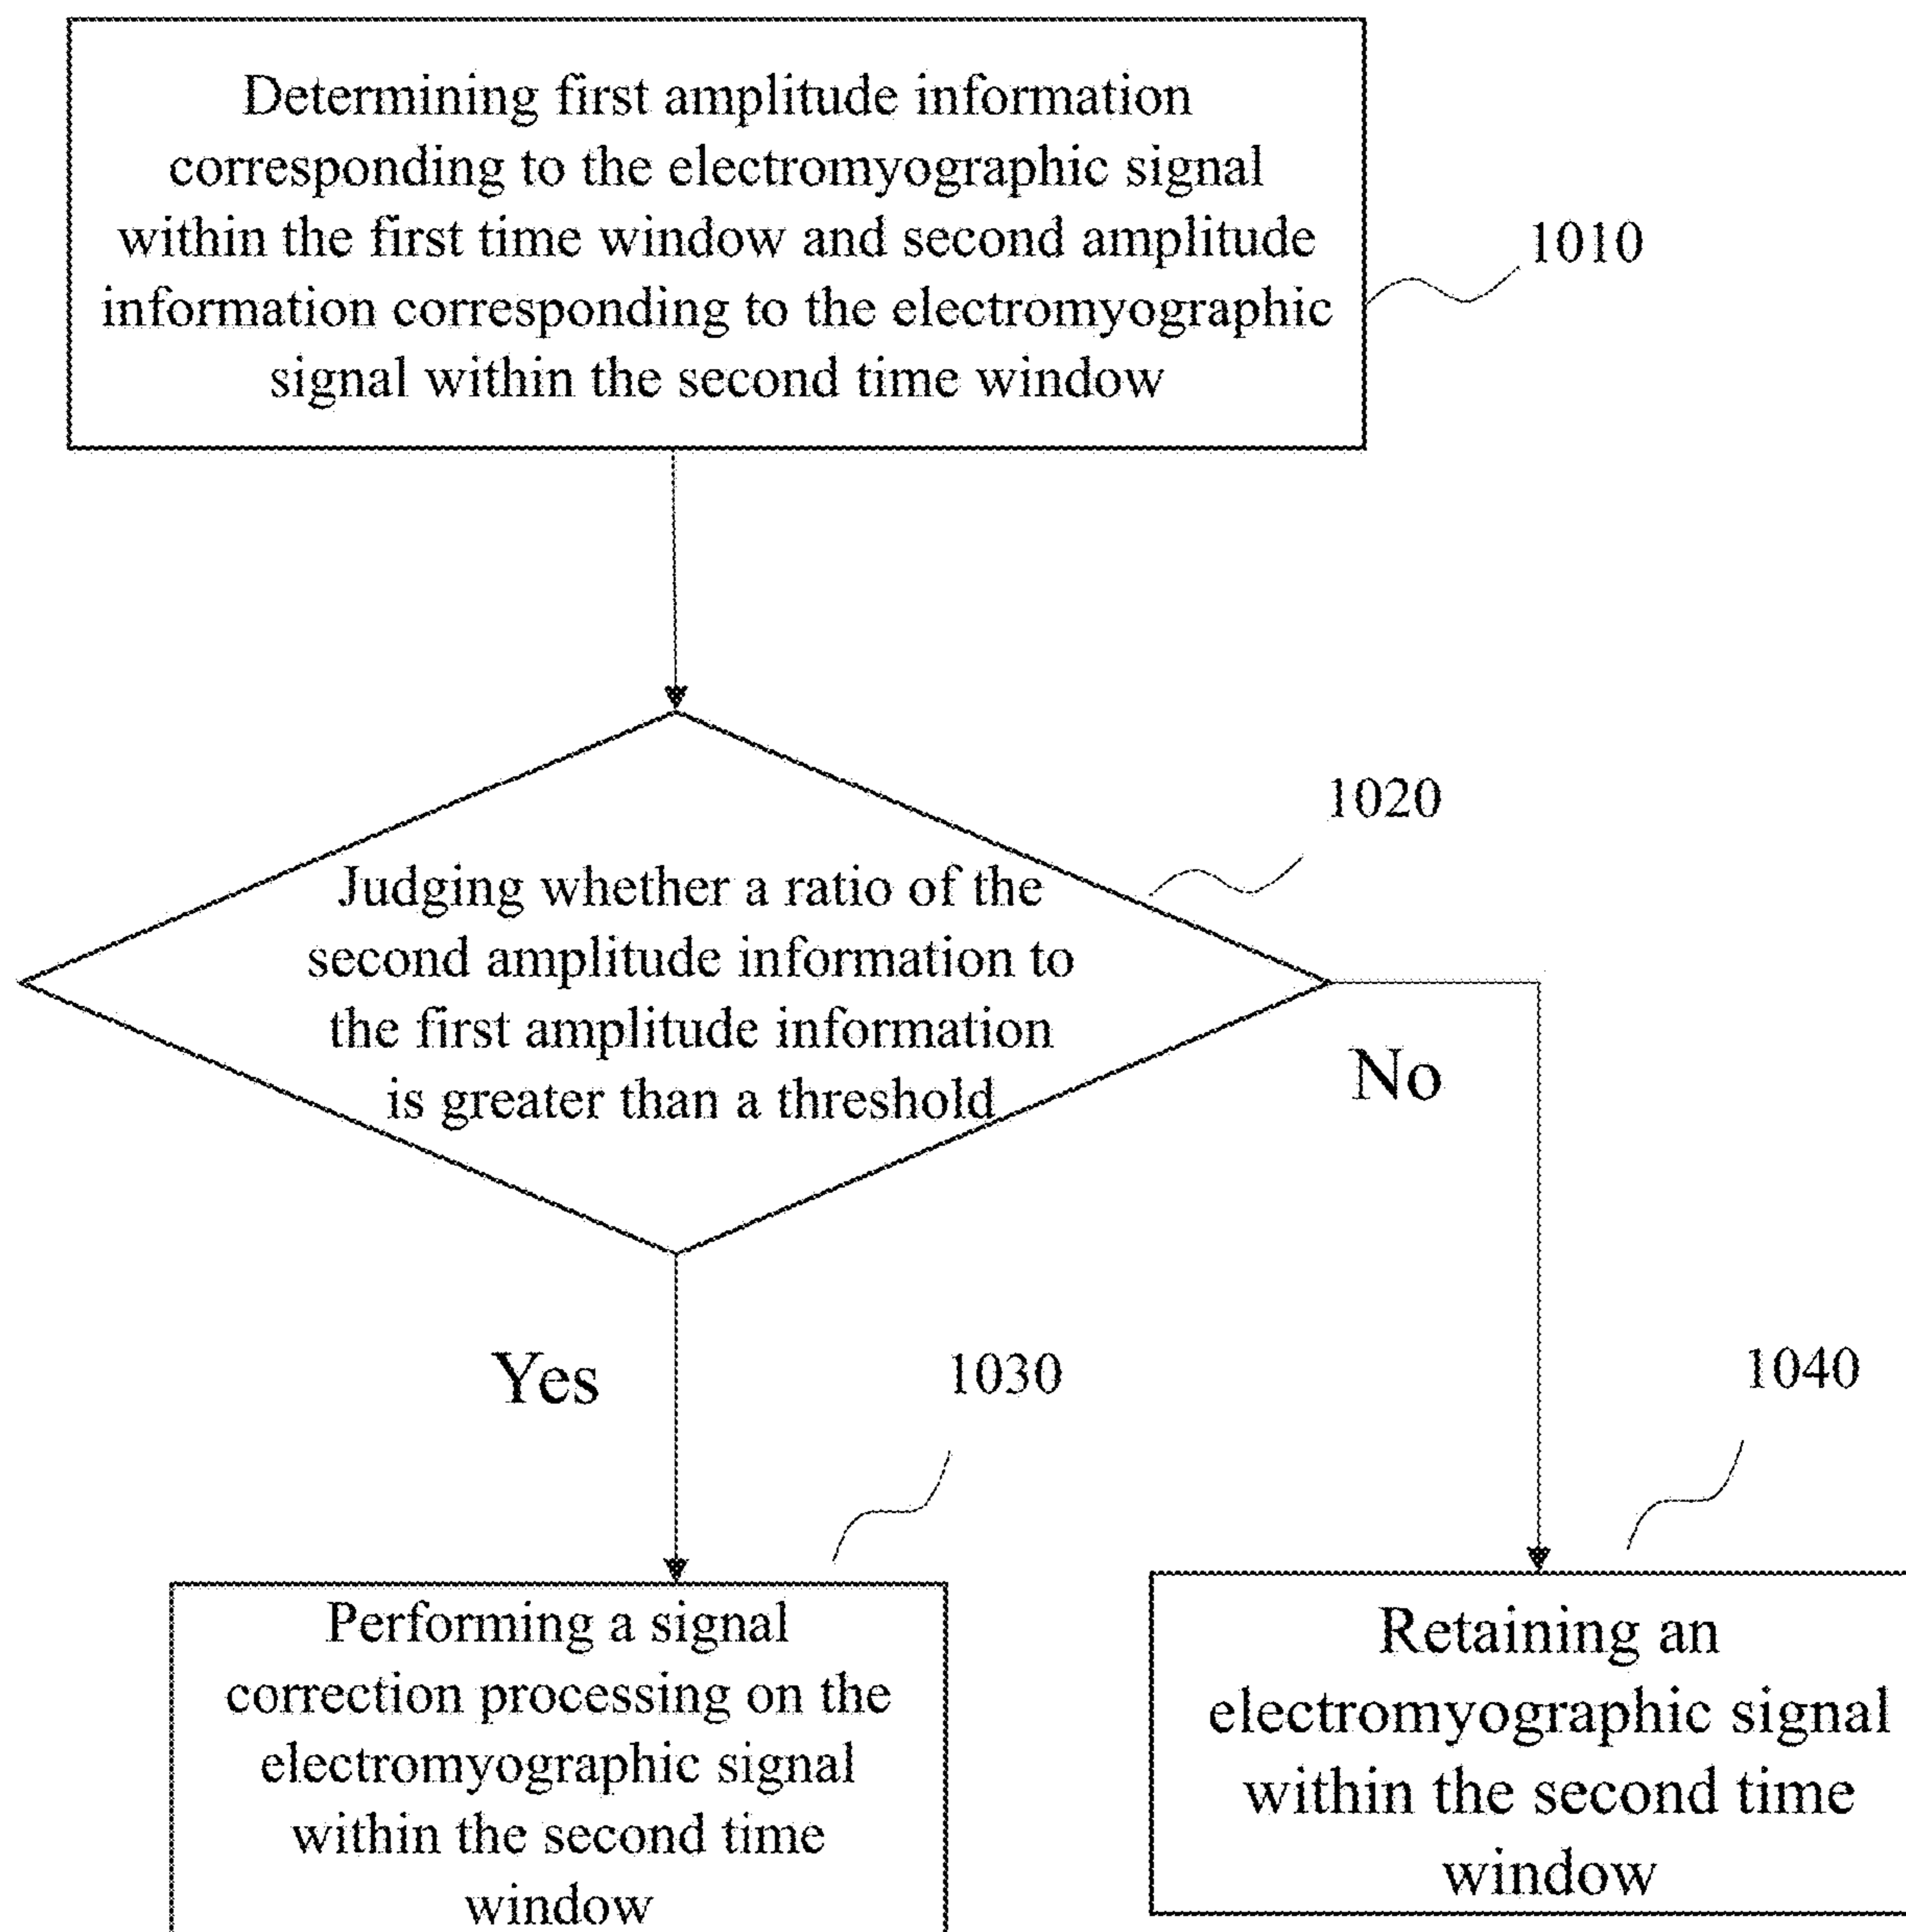 Determining first amplitude information
corresponding to the electromyographic signal
within the first time window and second amplitude
information corresponding to the electromyographic
signal within the second time window
1010
1020
Judging whether a ratio of the
second amplitude information to
the first amplitude information
is greater than a threshold
No
Yes
1030
1040
Performing a signal
correction processing on the
electromyographic signal
within the second time
window
Retaining an
electromyographic signal
within the second time
window